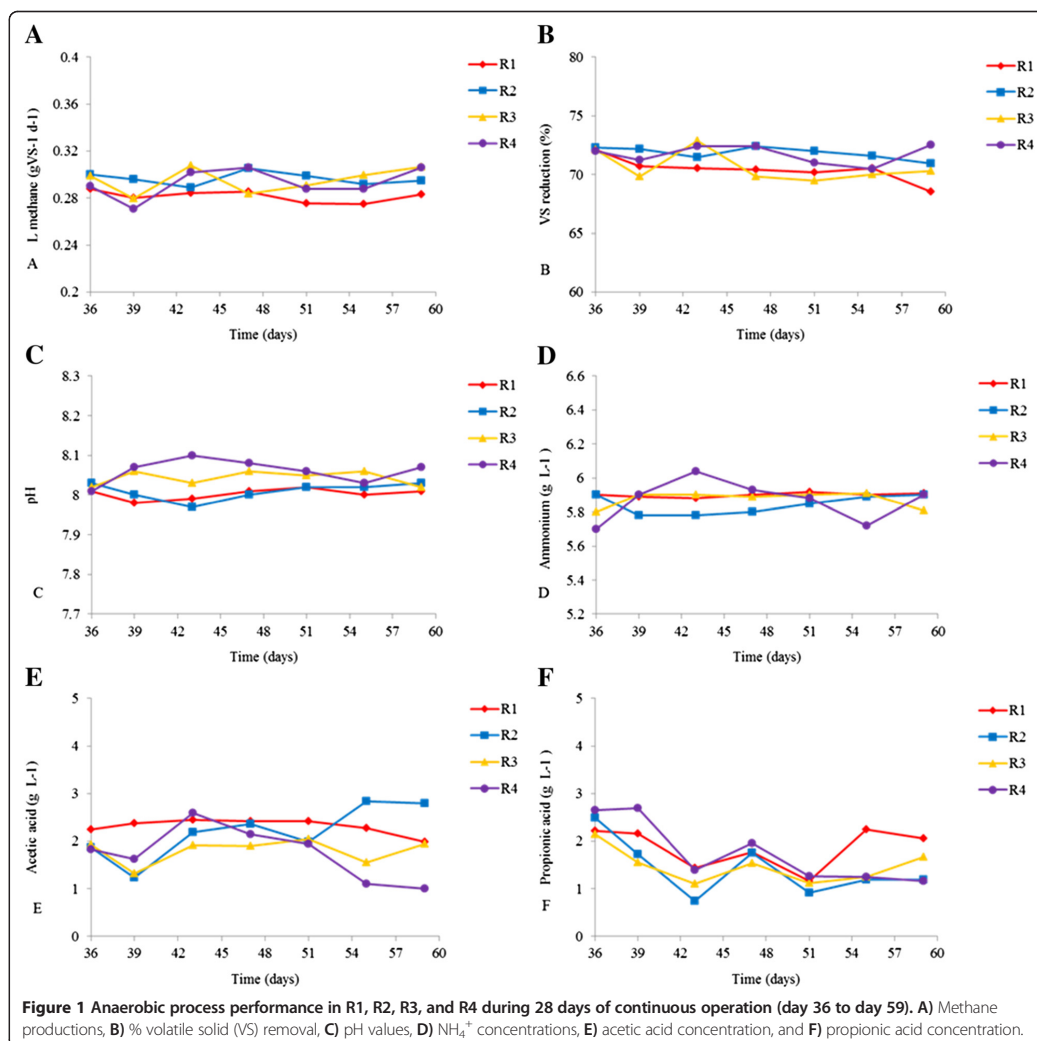 A
B
L methane (gVS-1 d-1)
0.4
0.36
0.32
0.28
0.24
0.2
36 39 42 45 48 51 54 57 60
Time (days)
A
R1
R2
R3
R4
VS reduction (%)
80
75
70
65
60
36 39 42 45 48 51 54 57 60
Time (days)
B
R1
R2
R3
R4
C
D
pH
8.3
8.2
8.1
8
7.9
7.8
7.7
36 39 42 45 48 51 54 57 60
Time (days)
C
R1
R2
R3
R4
Ammonium (g L-1)
6.6
6.4
6.2
6
5.8
5.6
5.4
5.2
36 39 42 45 48 51 54 57 60
Time (days)
D
R1
R2
R3
R4
E
F
Acetic acid (g L-1)
5
4
3
2
1
0
36 39 42 45 48 51 54 57 60
Time (days)
E
R1
R2
R3
R4
Propionic acid (g L-1)
5
4
3
2
1
0
36 39 42 45 48 51 54 57 60
Time (days)
F
R1
R2
R3
R4
Figure 1 Anaerobic process performance in R1, R2, R3, and R4 during 28 days of continuous operation (day 36 to day 59). A) Methane
productions, B) % volatile solid (VS) removal, C) pH values, D) NH₄⁺ concentrations, E) acetic acid concentration, and F) propionic acid concentration.